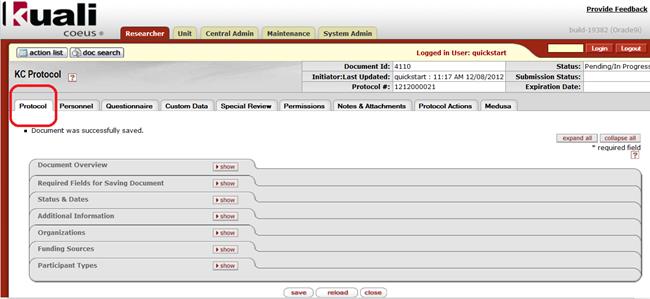 Kuali
coeus ®
Provide Feedback
build-19382 (Oracle9i)
Researcher Unit Central Admin Maintenance System Admin
action list doc search Logged in User: quickstart Login Logout
KC Protocol ?
Document Id: 4110 Status: Pending/In Progress
Initiator:Last Updated: quickstart : 11:17 AM 12/08/2012 Submission Status:
Protocol #: 1212000021 Expiration Date:
Protocol Personnel Questionnaire Custom Data Special Review Permissions Notes & Attachments Protocol Actions Medusa
Document was successfully saved.
expand all collapse all
* required field
?
Document Overview show
Required Fields for Saving Document show
Status & Dates show
Additional Information show
Organizations show
Funding Sources show
Participant Types show
save reload close